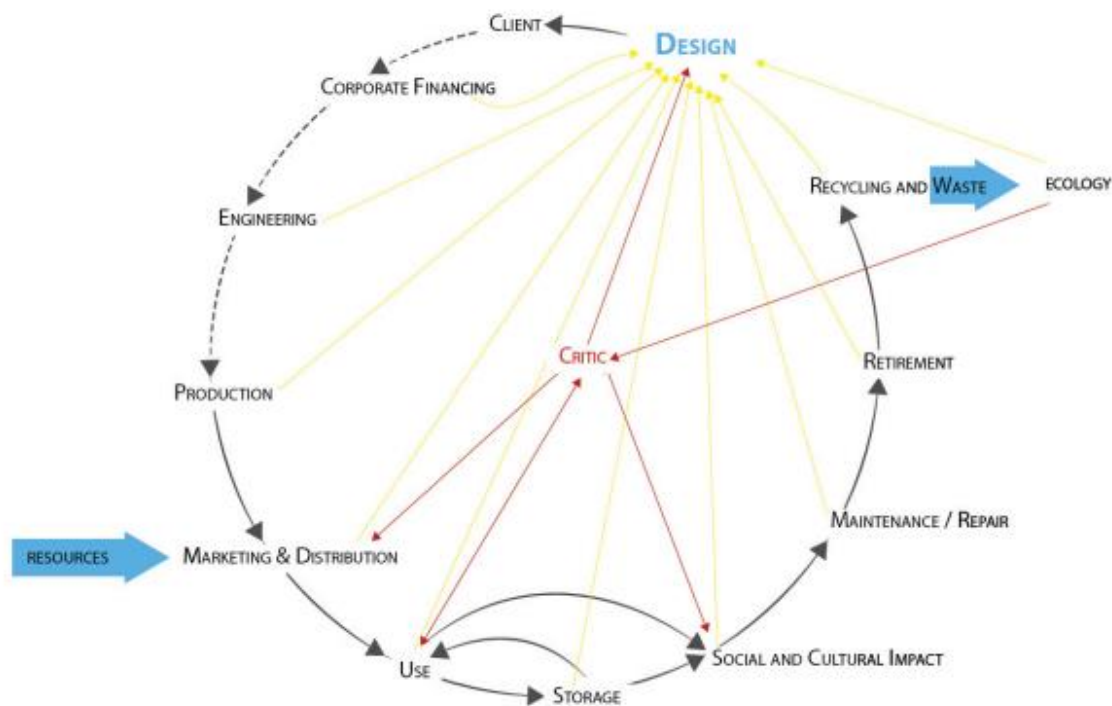 CLIENT
DESIGN
CORPORATE FINANCING
RECYCLING AND WASTE
ECOLOGY
ENGINEERING
CRITIC
RETIREMENT
PRODUCTION
MAINTENANCE / REPAIR
RESOURCES
MARKETING & DISTRIBUTION
USE
SOCIAL AND CULTURAL IMPACT
STORAGE